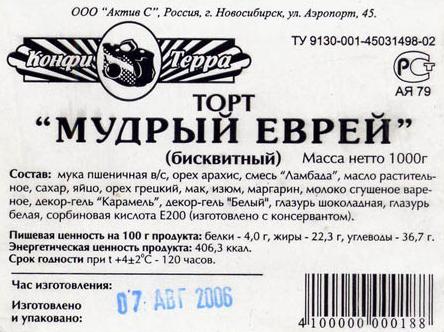 ООО "Актив С", Россия, г. Новосибирск, ул. Аэропорт, 45.
Конфи Терра
ТУ 9130-001-45031498-02
РСТ
АЯ 79
ТОРТ
“МУДРЫЙ ЕВРЕЙ”
(бисквитный) Масса нетто 1000г
Состав: мука пшеничная в/с, орех арахис, смесь “Ламбада”, масло раститель-
ное, сахар, яйцо, орех грецкий, мак, изюм, маргарин, молоко сгущеное варе-
ное, декор-гель “Карамель”, декор-гель "Белый", глазурь шоколадная, глазурь
белая, сорбиновая кислота Е200 (изготовлено с консервантом).
Пищевая ценность на 100 г продукта: белки - 4,0 г, жиры - 22,3 г, углеводы - 36,7 г.
Энергетическая ценность продукта: 406,3 ккал.
Срок годности при t +4±2°С - 120 часов.
Час изготовления:
Изготовлено
и упаковано:
07 АВГ 2006
4100000000188